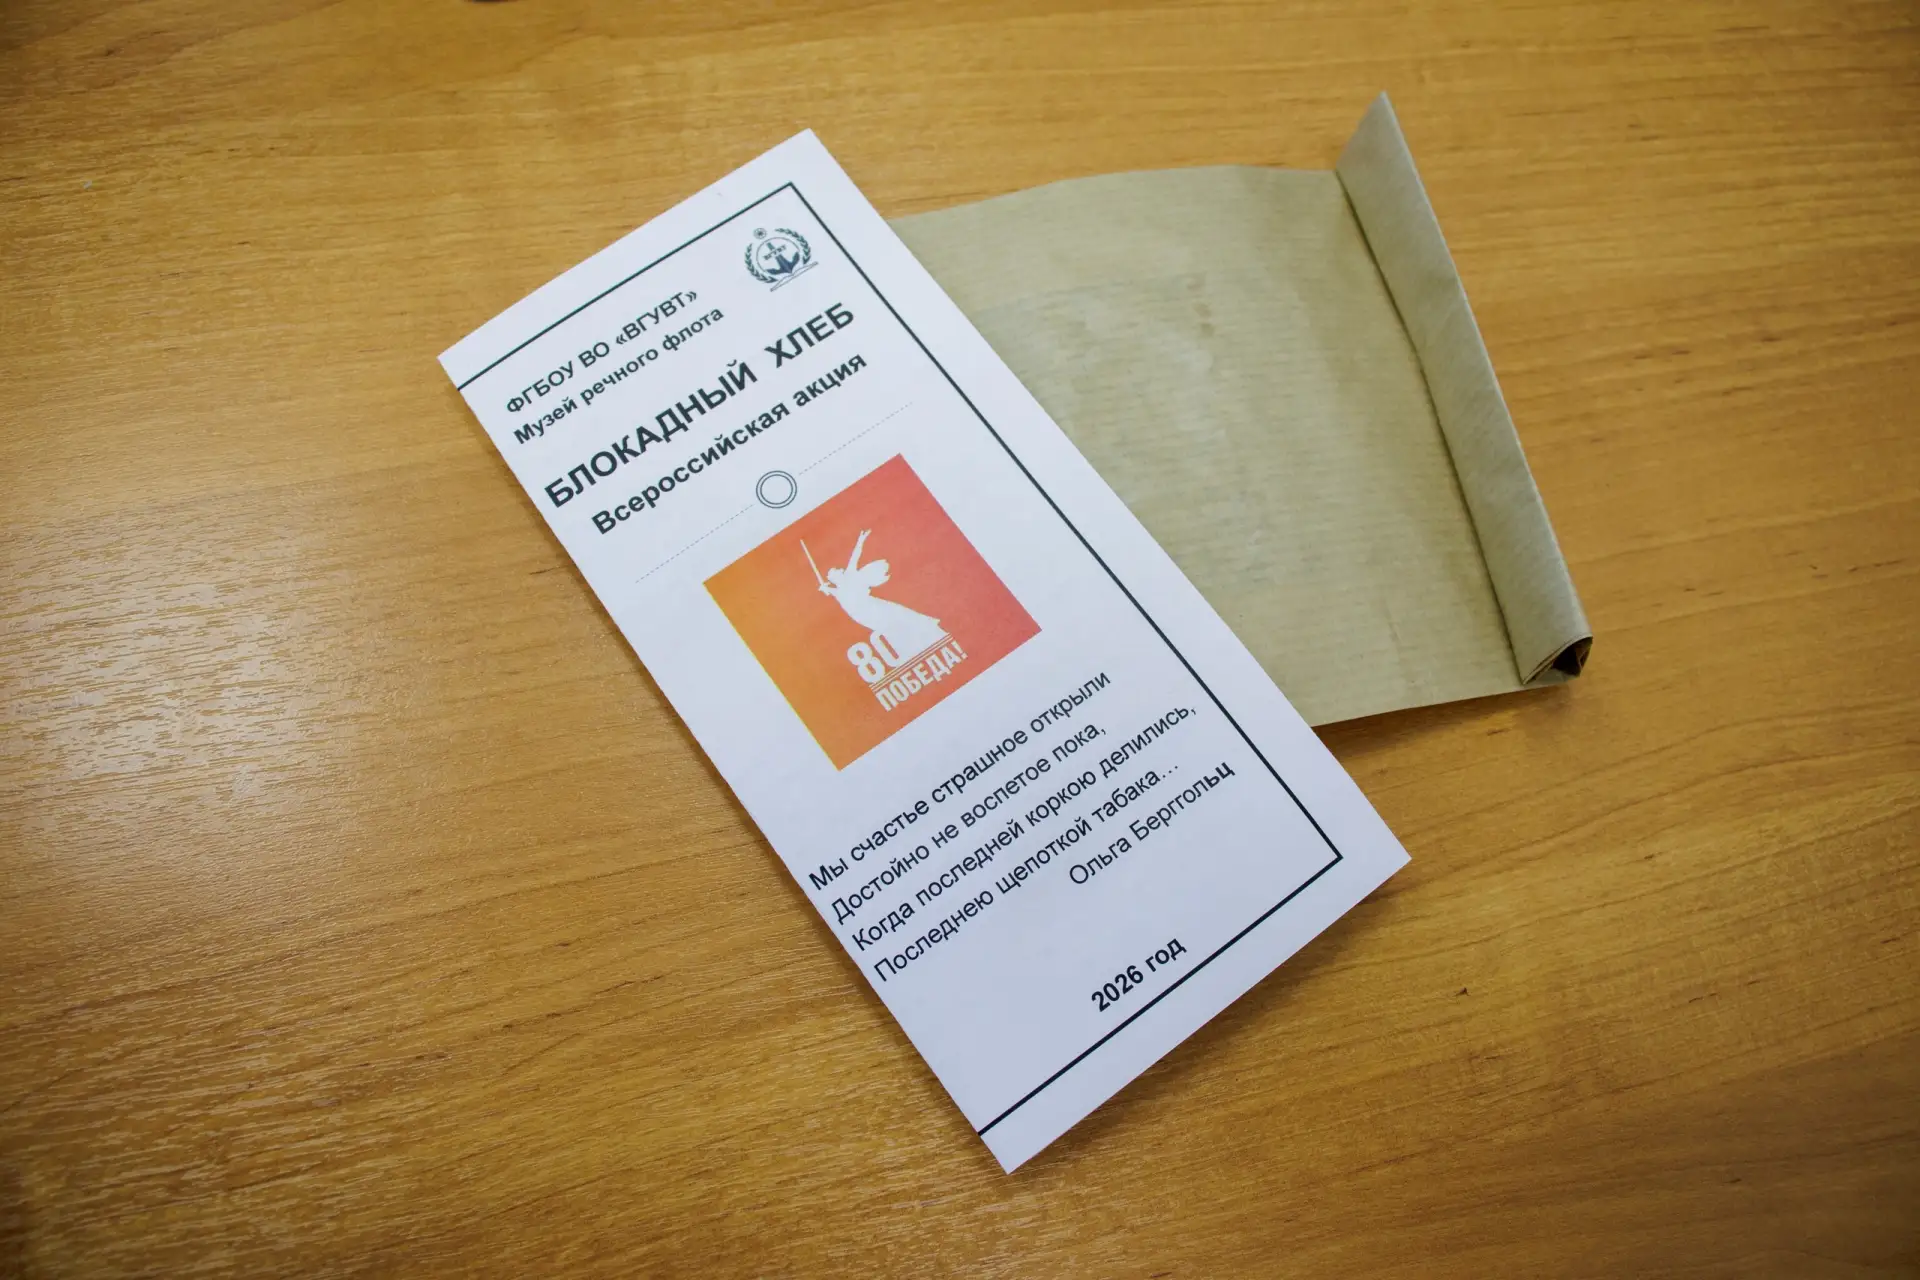 ФГБОУ ВО «ВГУВТ»
Музей речного флота
БЛОКАДНЫЙ ХЛЕБ
Всероссийская акция
80
ПОБЕДА!
Мы счастье страшное открыли
Достойно не воспетое пока,
Когда последней коркою делились,
Последнею щепоткой табака...
Ольга Берггольц
2026 год